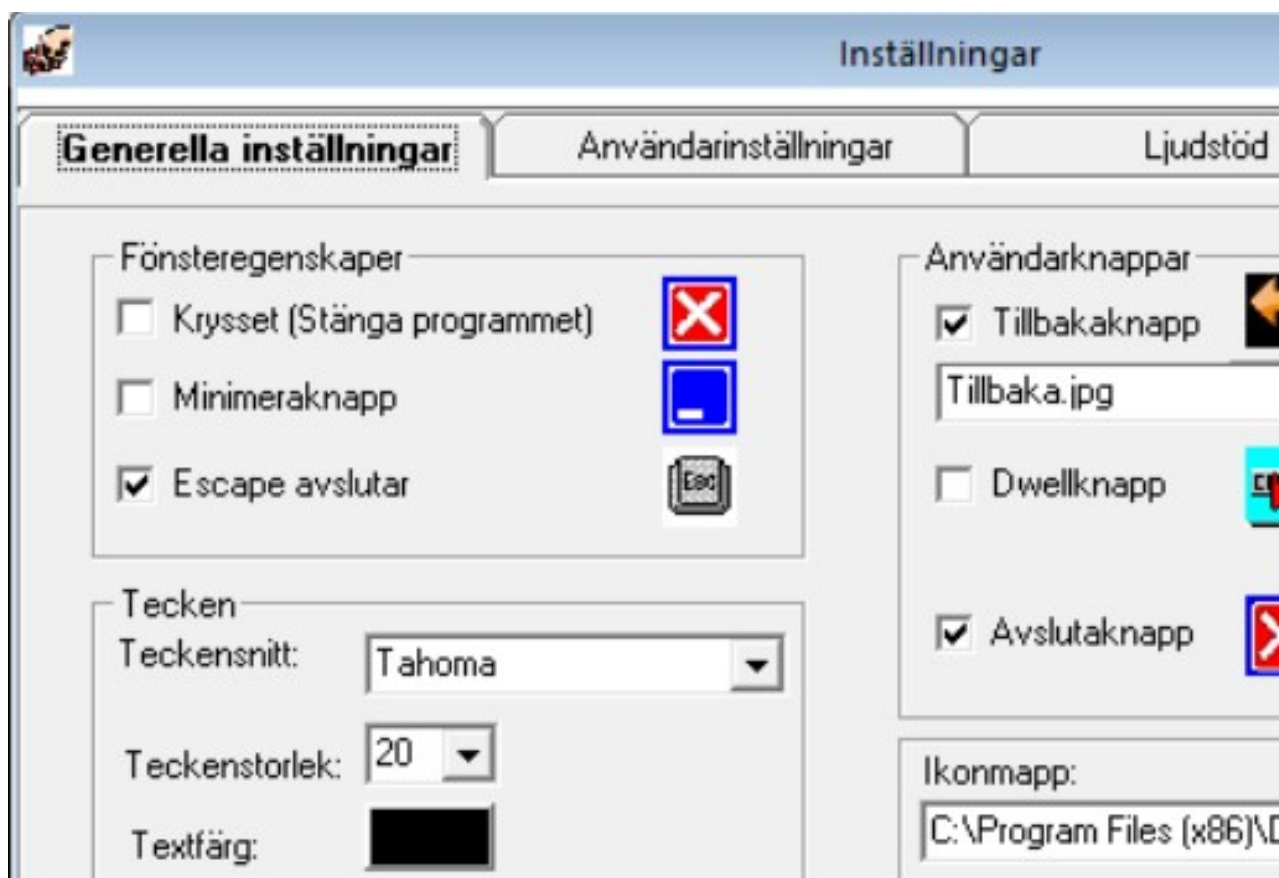 Inställningar
Generella inställningar
Användarinställningar
Ljudstöd
Fönsteregenskaper
Krysset (Stänga programmet)
Minimeraknapp
Escape avslutar
Esc
Tecken
Teckensnitt:
Tahoma
Teckenstorlek:
20
Textfärg:
Användarknappar
Tillbakaknapp
Tillbaka.jpg
Dwellknapp
Avslutaknapp
Ikonmapp:
C:\Program Files (x86)\